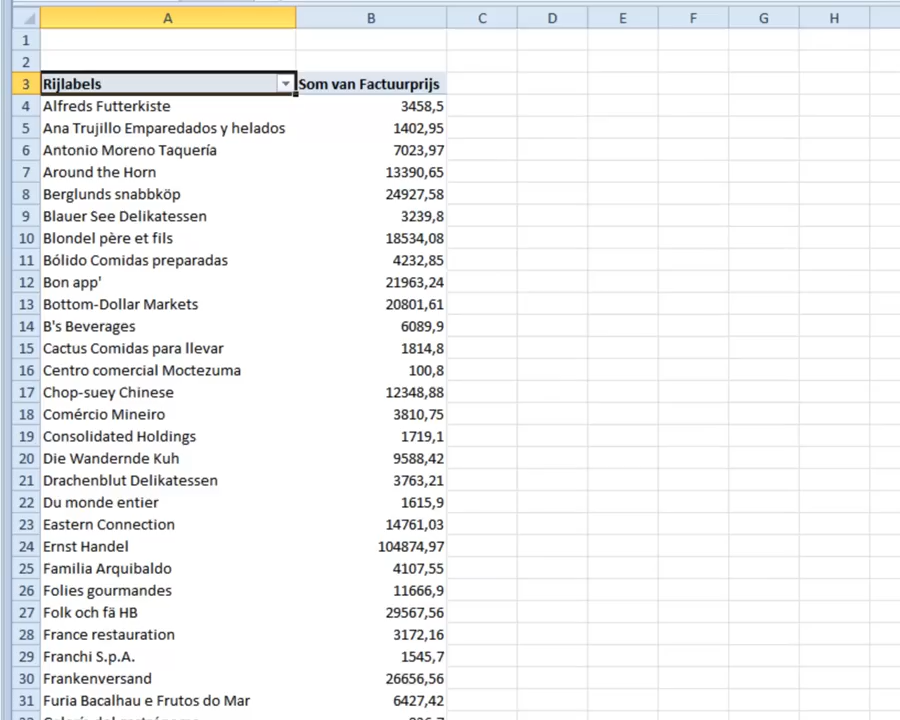 A B C D E F G H
1
2
3 Rijlabels Som van Factuurprijs
4 Alfreds Futterkiste 3458,5
5 Ana Trujillo Emparedados y helados 1402,95
6 Antonio Moreno Taquería 7023,97
7 Around the Horn 13390,65
8 Berglunds snabbköp 24927,58
9 Blauer See Delikatessen 3239,8
10 Blondel père et fils 18534,08
11 Bólido Comidas preparadas 4232,85
12 Bon app' 21963,24
13 Bottom-Dollar Markets 20801,61
14 B's Beverages 6089,9
15 Cactus Comidas para llevar 1814,8
16 Centro comercial Moctezuma 100,8
17 Chop-suey Chinese 12348,88
18 Comércio Mineiro 3810,75
19 Consolidated Holdings 1719,1
20 Die Wandernde Kuh 9588,42
21 Drachenblut Delikatessen 3763,21
22 Du monde entier 1615,9
23 Eastern Connection 14761,03
24 Ernst Handel 104874,97
25 Familia Arquibaldo 4107,55
26 Folies gourmandes 11666,9
27 Folk och fä HB 29567,56
28 France restauration 3172,16
29 Franchi S.p.A. 1545,7
30 Frankenversand 26656,56
31 Furia Bacalhau e Frutos do Mar 6427,42